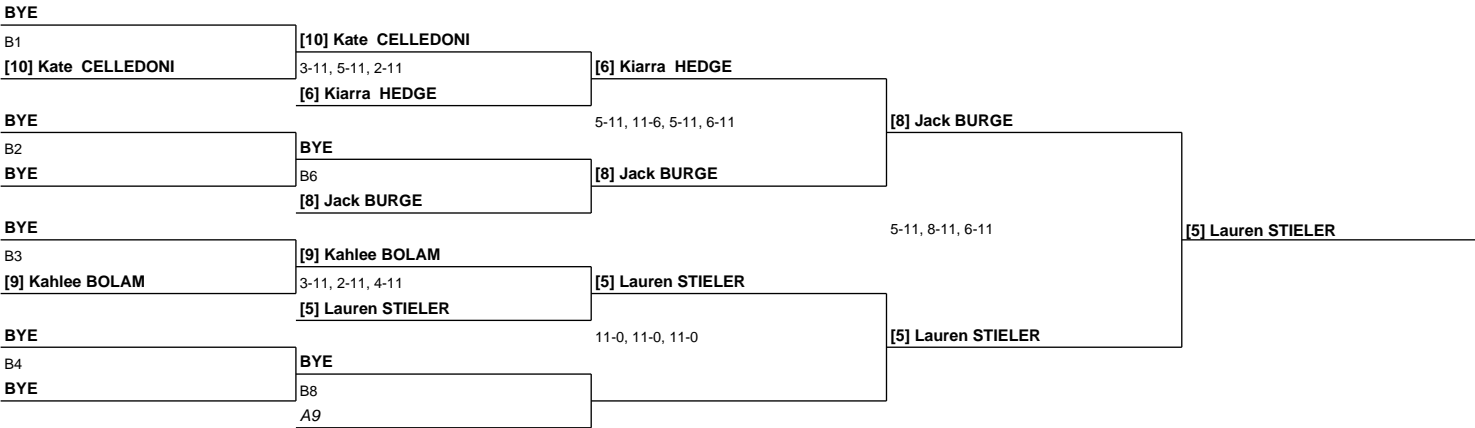 BYE
B1
[10] Kate CELLEDONI
[10] Kate CELLEDONI
3-11, 5-11, 2-11
[6] Kiarra HEDGE
[6] Kiarra HEDGE
BYE
B2
BYE
BYE
B6
[8] Jack BURGE
5-11, 11-6, 5-11, 6-11
[8] Jack BURGE
[8] Jack BURGE
BYE
B3
[9] Kahlee BOLAM
[9] Kahlee BOLAM
3-11, 2-11, 4-11
[5] Lauren STIELER
[5] Lauren STIELER
5-11, 8-11, 6-11
[5] Lauren STIELER
BYE
B4
BYE
BYE
B8
A9
11-0, 11-0, 11-0
[5] Lauren STIELER